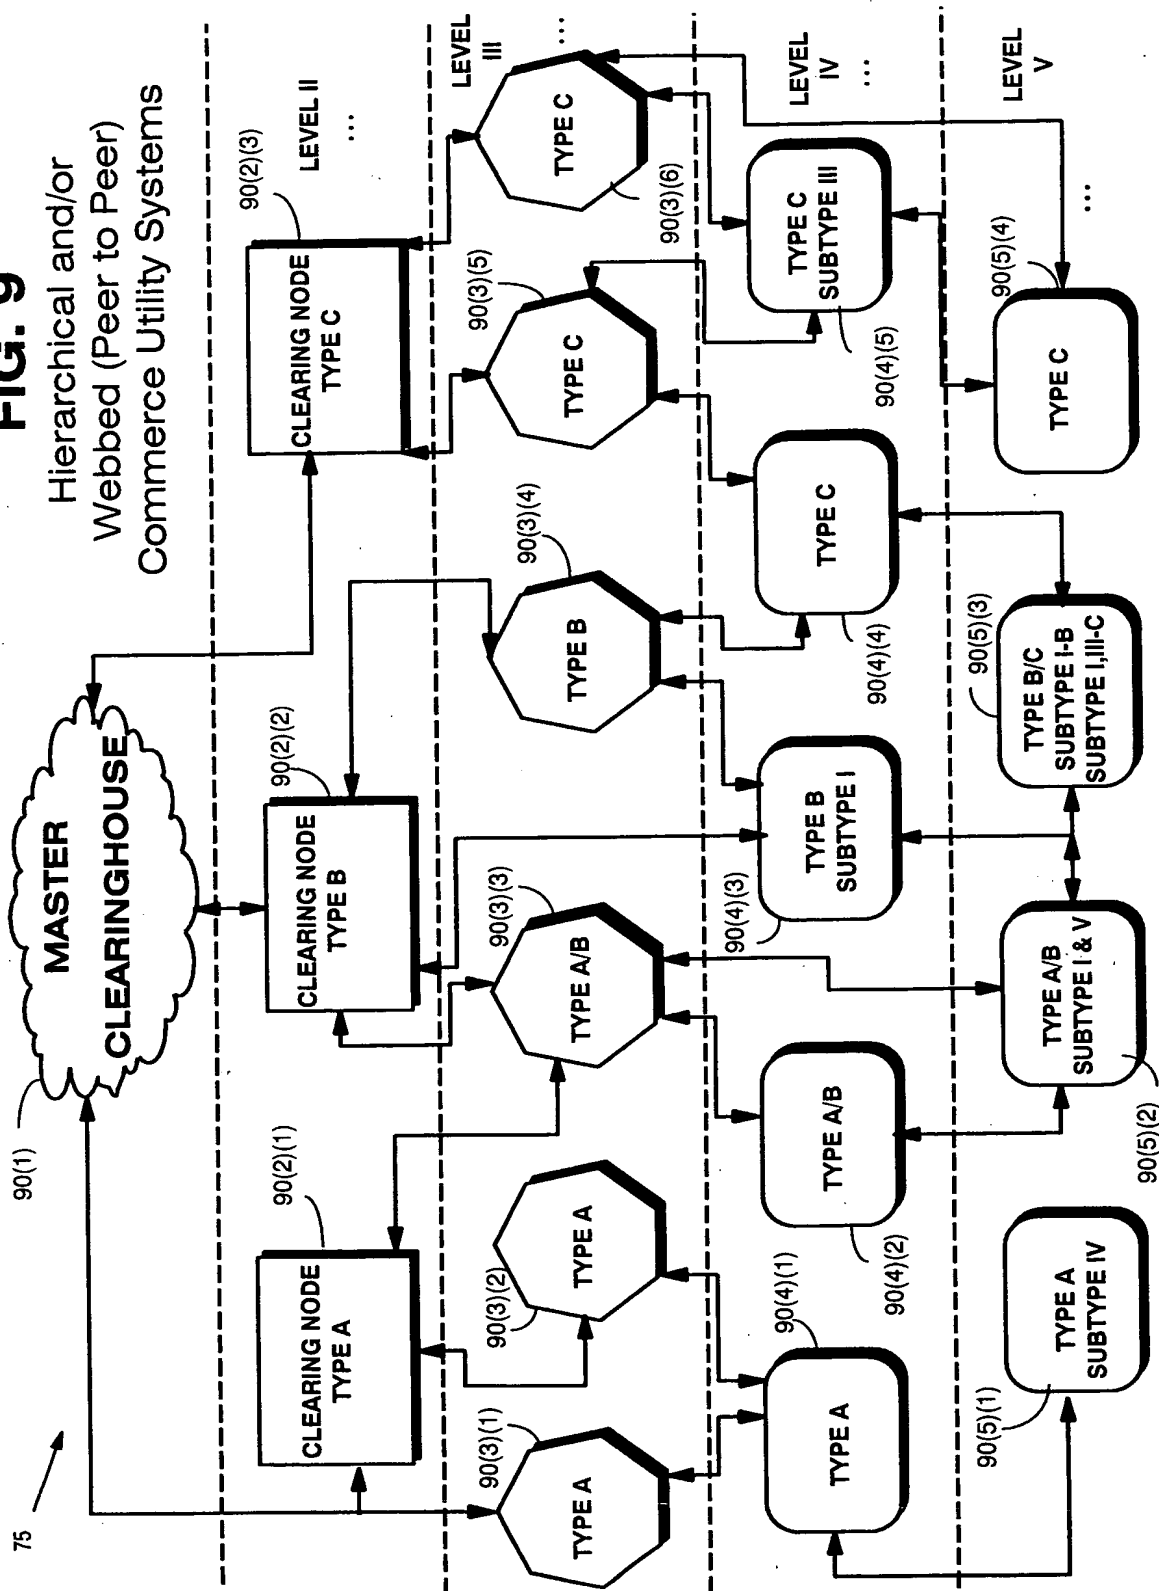 FIG. 9
Hierarchical and/or
Webbed (Peer to Peer)
Commerce Utility Systems
75
90(1)
MASTER
CLEARINGHOUSE
LEVEL II
...
90(2)(1)
CLEARING NODE
TYPE A
90(2)(2)
CLEARING NODE
TYPE B
90(2)(3)
CLEARING NODE
TYPE C
LEVEL
III
...
90(3)(1)
TYPE A
90(3)(2)
TYPE A
90(3)(3)
TYPE A/B
90(3)(4)
TYPE B
90(3)(5)
TYPE C
90(3)(6)
TYPE C
LEVEL
IV
...
90(4)(1)
TYPE A
90(4)(2)
TYPE A/B
90(4)(3)
TYPE B
SUBTYPE I
90(4)(4)
TYPE C
90(4)(5)
TYPE C
SUBTYPE III
LEVEL
V
...
90(5)(1)
TYPE A
SUBTYPE IV
90(5)(2)
TYPE A/B
SUBTYPE I & V
90(5)(3)
TYPE B/C
SUBTYPE I-B
SUBTYPE I,III-C
90(5)(4)
TYPE C